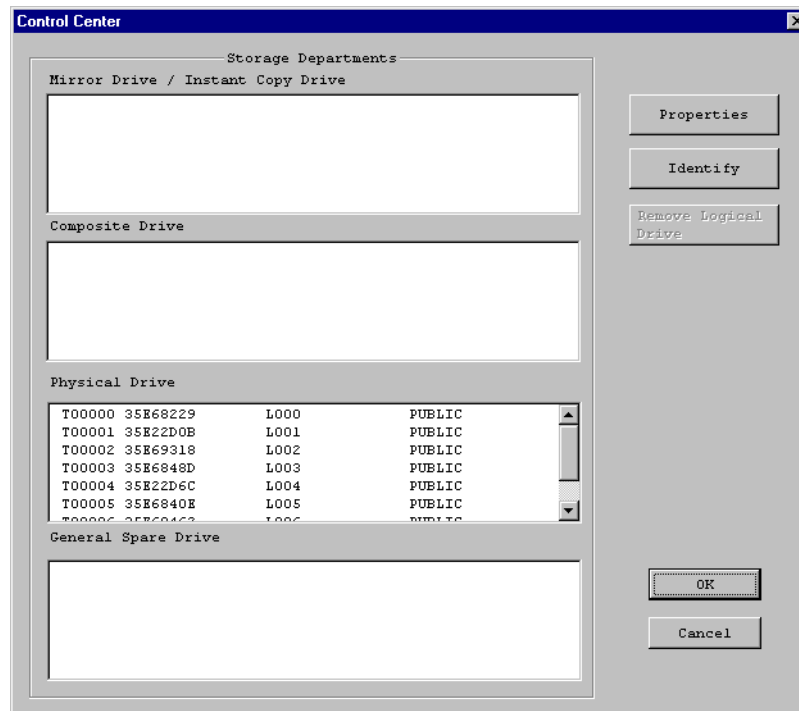 Control Center
Storage Departments
Mirror Drive / Instant Copy Drive
Properties
Identify
Remove Logical
Drive
Composite Drive
Physical Drive
T00000 35E68229 L000 PUBLIC
T00001 35E22D0B L001 PUBLIC
T00002 35E69318 L002 PUBLIC
T00003 35E6848D L003 PUBLIC
T00004 35E22D6C L004 PUBLIC
T00005 35E6840E L005 PUBLIC
General Spare Drive
OK
Cancel